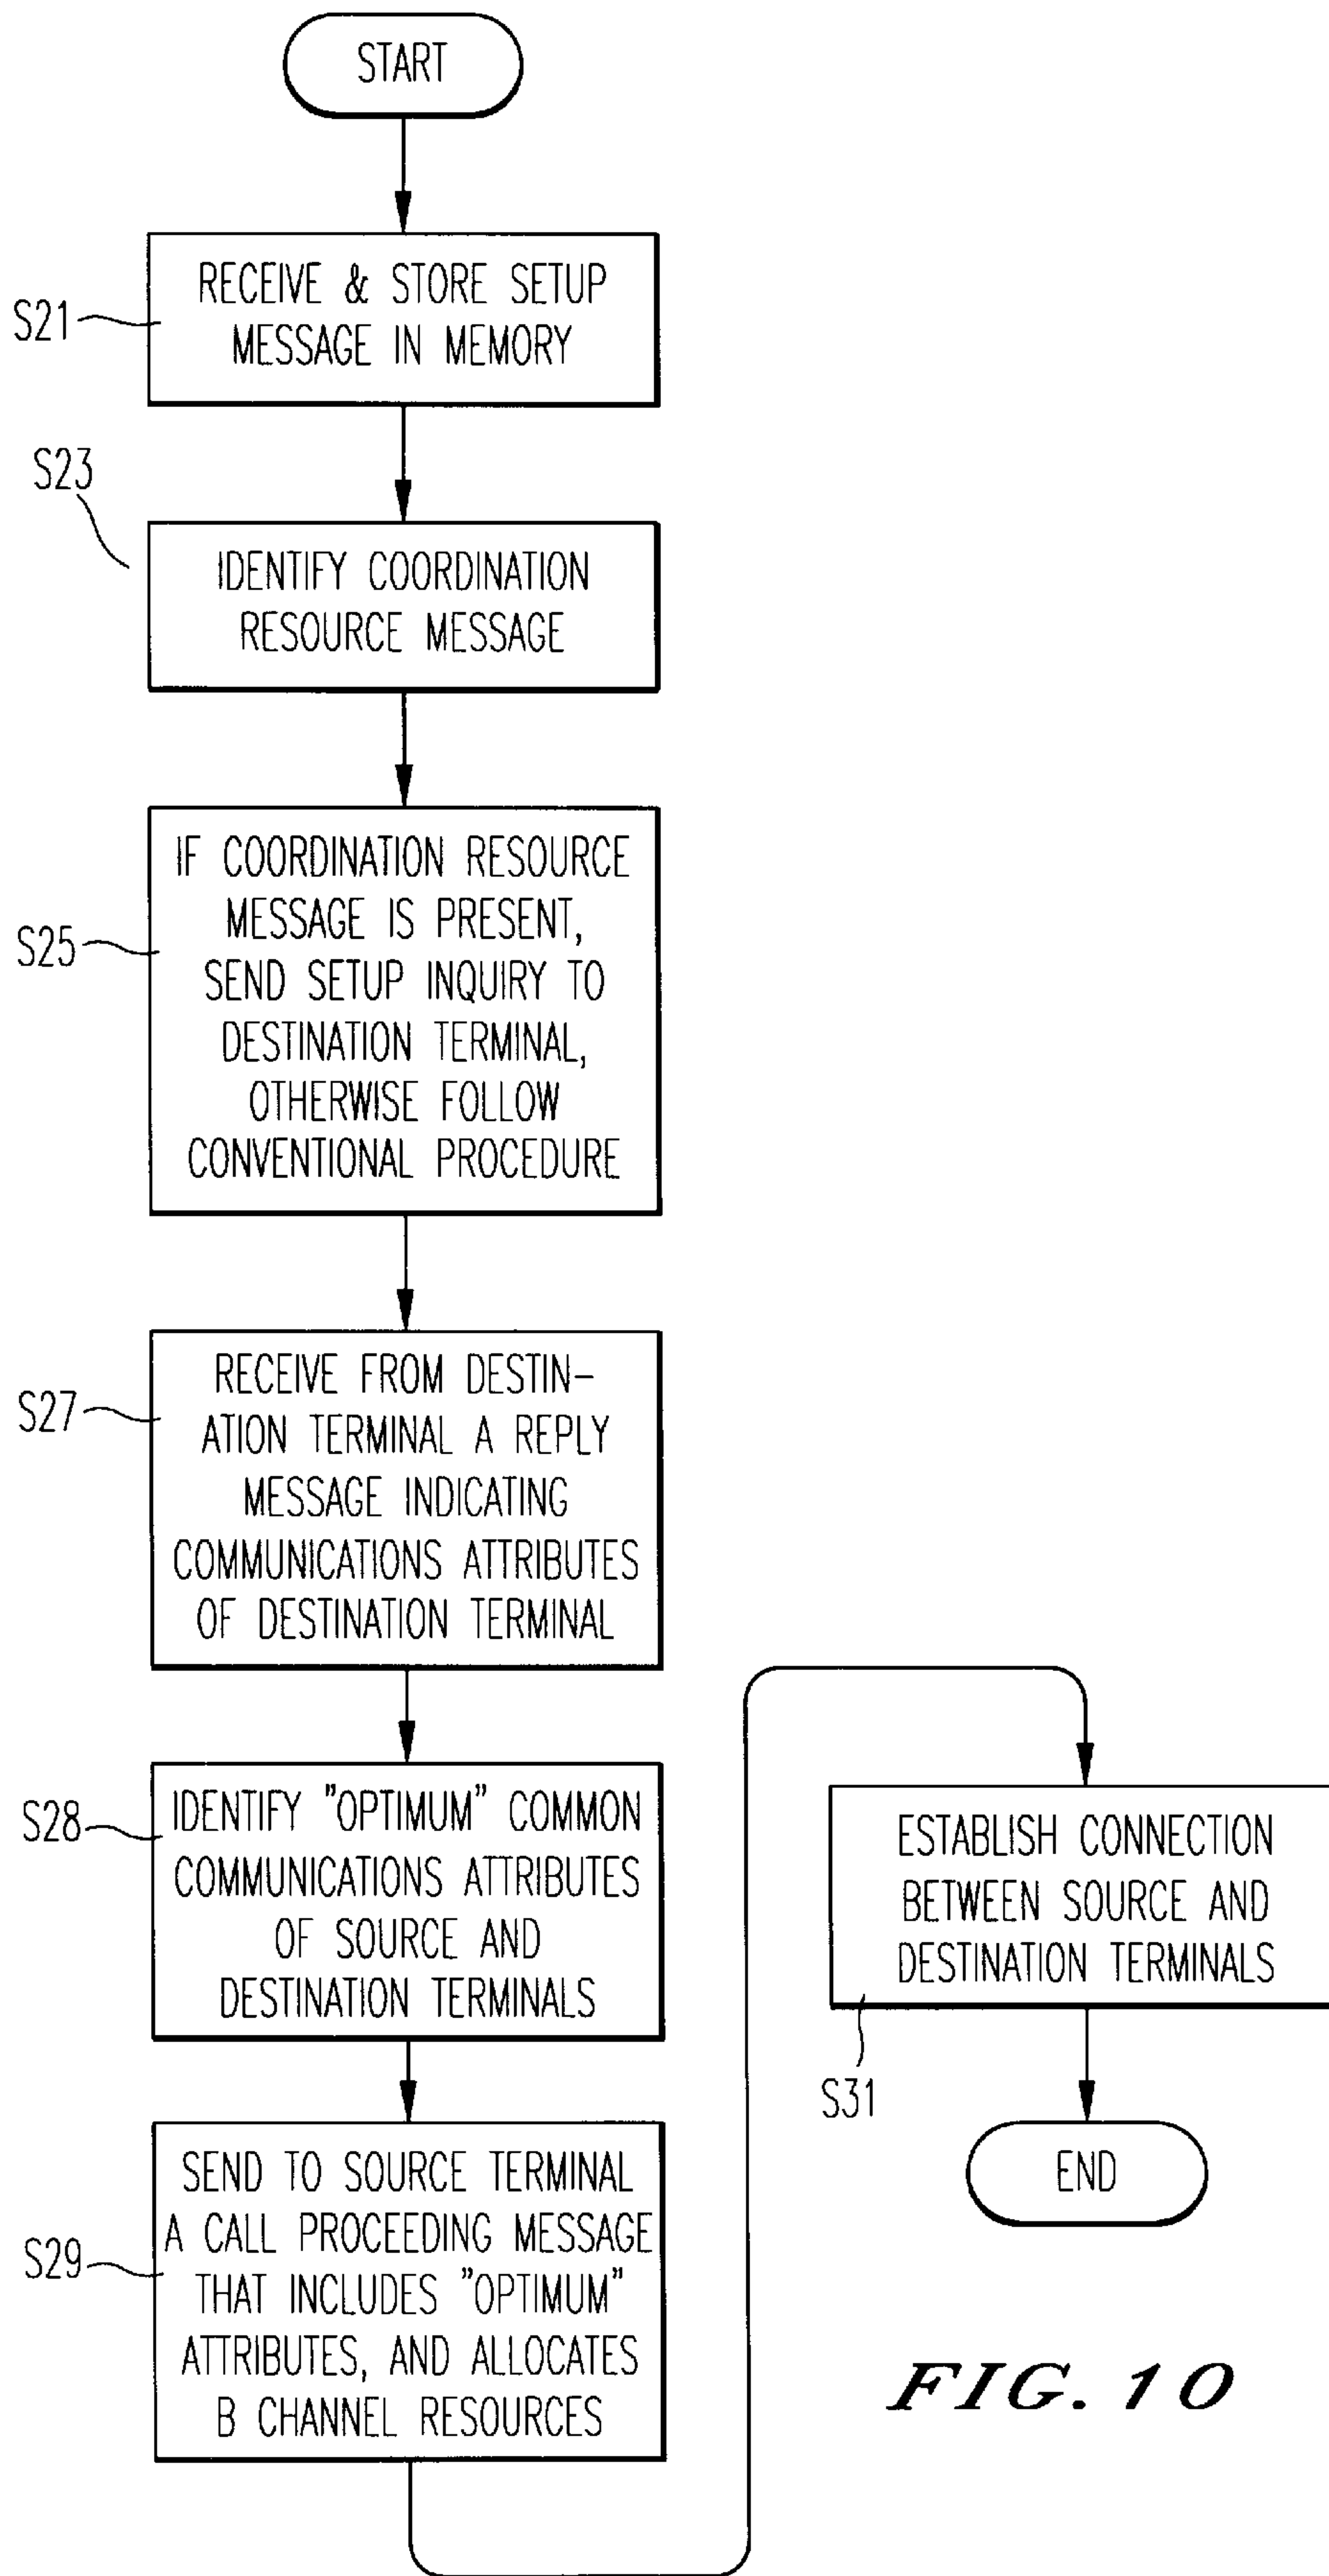 START
S21
RECEIVE & STORE SETUP
MESSAGE IN MEMORY
S23
IDENTIFY COORDINATION
RESOURCE MESSAGE
S25
IF COORDINATION RESOURCE
MESSAGE IS PRESENT,
SEND SETUP INQUIRY TO
DESTINATION TERMINAL,
OTHERWISE FOLLOW
CONVENTIONAL PROCEDURE
S27
RECEIVE FROM DESTIN-
ATION TERMINAL A REPLY
MESSAGE INDICATING
COMMUNICATIONS ATTRIBUTES
OF DESTINATION TERMINAL
S28
IDENTIFY "OPTIMUM" COMMON
COMMUNICATIONS ATTRIBUTES
OF SOURCE AND
DESTINATION TERMINALS
S29
SEND TO SOURCE TERMINAL
A CALL PROCEEDING MESSAGE
THAT INCLUDES "OPTIMUM"
ATTRIBUTES, AND ALLOCATES
B CHANNEL RESOURCES
ESTABLISH CONNECTION
BETWEEN SOURCE AND
DESTINATION TERMINALS
S31
END
FIG. 10